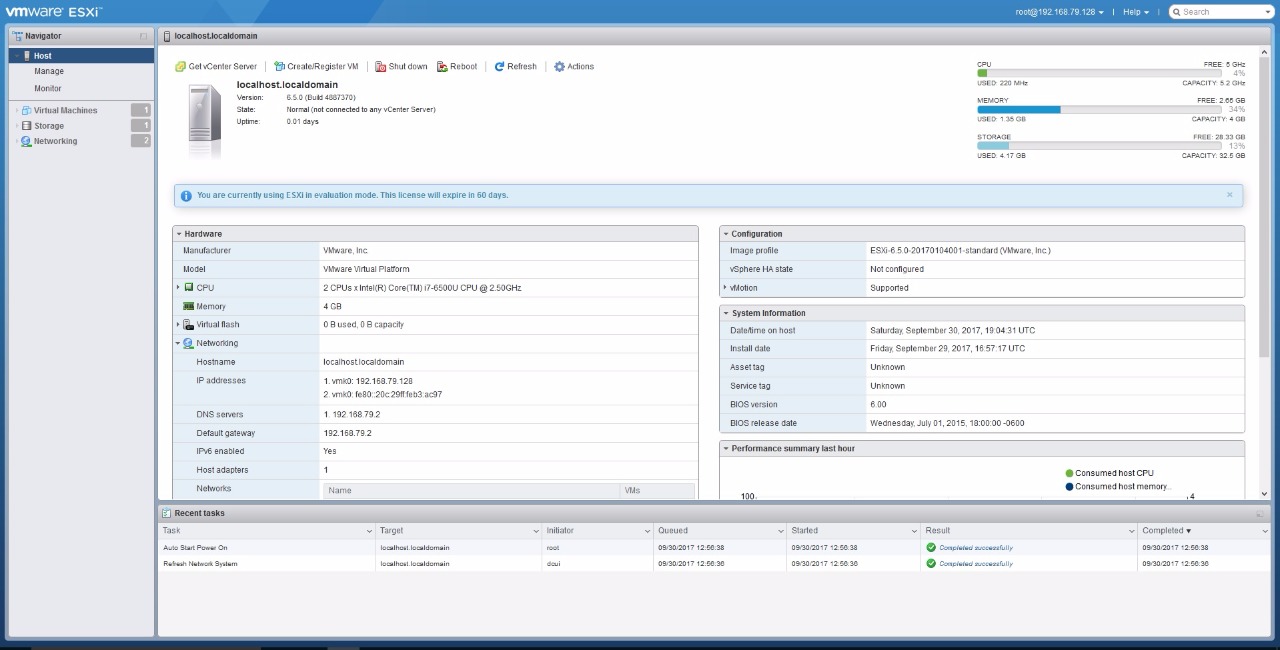 vmware ESXi™
root@192.168.79.128 | Help | Search
Navigator
Host
Manage
Monitor
Virtual Machines 1
Storage 1
Networking 2
localhost.localdomain
Get vCenter Server | Create/Register VM | Shut down Reboot | Refresh | Actions
localhost.localdomain
Version: 6.5.0 (Build 4887370)
State: Normal (not connected to any vCenter Server)
Uptime: 0.01 days
CPU FREE: 5 GHz
4%
USED: 220 MHz CAPACITY: 5.2 GHz
MEMORY FREE: 2.65 GB
34%
USED: 1.35 GB CAPACITY: 4 GB
STORAGE FREE: 28.33 GB
13%
USED: 4.17 GB CAPACITY: 32.5 GB
You are currently using ESXi in evaluation mode. This license will expire in 60 days.
Hardware
Manufacturer VMware, Inc.
Model VMware Virtual Platform
CPU 2 CPUs x Intel(R) Core(TM) i7-6500U CPU @ 2.50GHz
Memory 4 GB
Virtual flash 0 B used, 0 B capacity
Networking
Hostname localhost.localdomain
IP addresses 1. vmk0: 192.168.79.128
2. vmk0: fe80::20c:29ff:feb3:ac97
DNS servers 1. 192.168.79.2
Default gateway 192.168.79.2
IPv6 enabled Yes
Host adapters 1
Networks Name VMs
Configuration
Image profile ESXi-6.5.0-20170104001-standard (VMware, Inc.)
vSphere HA state Not configured
vMotion Supported
System Information
Date/time on host Saturday, September 30, 2017, 19:04:31 UTC
Install date Friday, September 29, 2017, 16:57:17 UTC
Asset tag Unknown
Service tag Unknown
BIOS version 6.00
BIOS release date Wednesday, July 01, 2015, 18:00:00 -0600
Performance summary last hour
Consumed host CPU
Consumed host memory...
100 4
Recent tasks
Task Target Initiator Queued Started Result Completed
Auto Start Power On localhost.localdomain root 09/30/2017 12:56:38 09/30/2017 12:56:38 Completed successfully 09/30/2017 12:56:38
Refresh Network System localhost.localdomain dcui 09/30/2017 12:56:36 09/30/2017 12:56:36 Completed successfully 09/30/2017 12:56:36